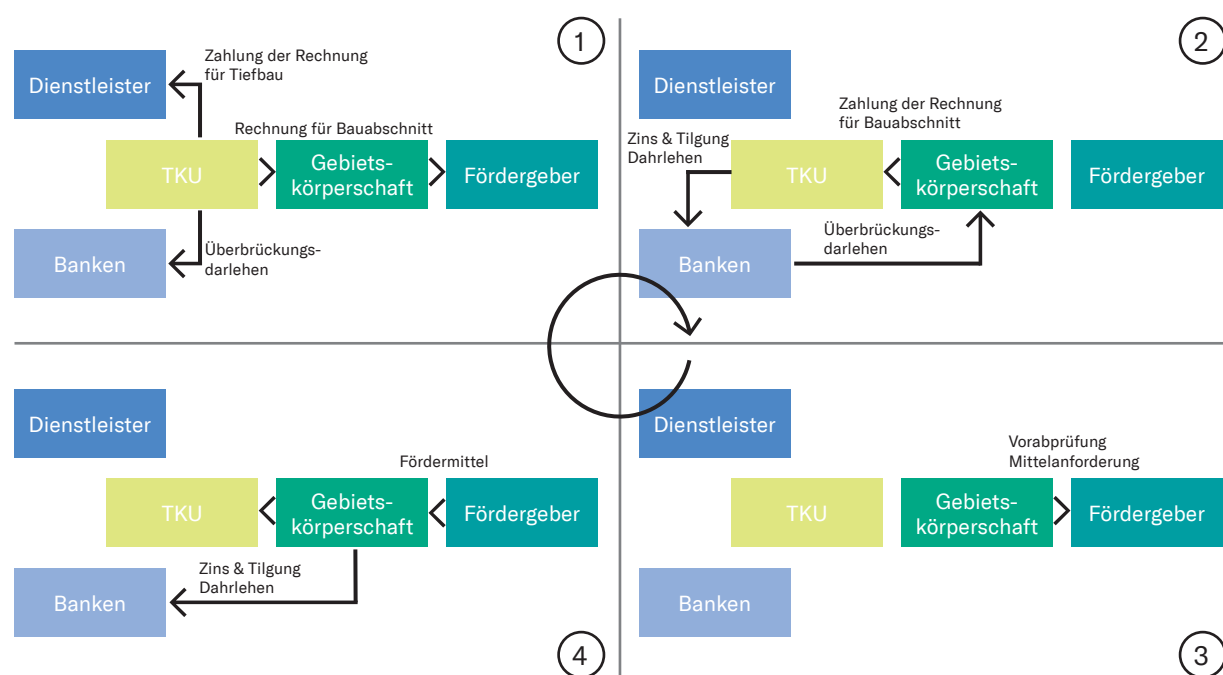 1
Zahlung der Rechnung
für Tiefbau
Dienstleister
Rechnung für Bauabschnitt
TKU
Gebiets-
körperschaft
Fördergeber
Überbrückungs-
darlehen
Banken
2
Dienstleister
Zahlung der Rechnung
für Bauabschnitt
Zins & Tilgung
Dahrlehen
TKU
Gebiets-
körperschaft
Fördergeber
Überbrückungs-
darlehen
Banken
Dienstleister
Fördermittel
TKU
Gebiets-
körperschaft
Fördergeber
Zins & Tilgung
Dahrlehen
Banken
4
Dienstleister
Vorabprüfung
Mittelanforderung
TKU
Gebiets-
körperschaft
Fördergeber
Banken
3